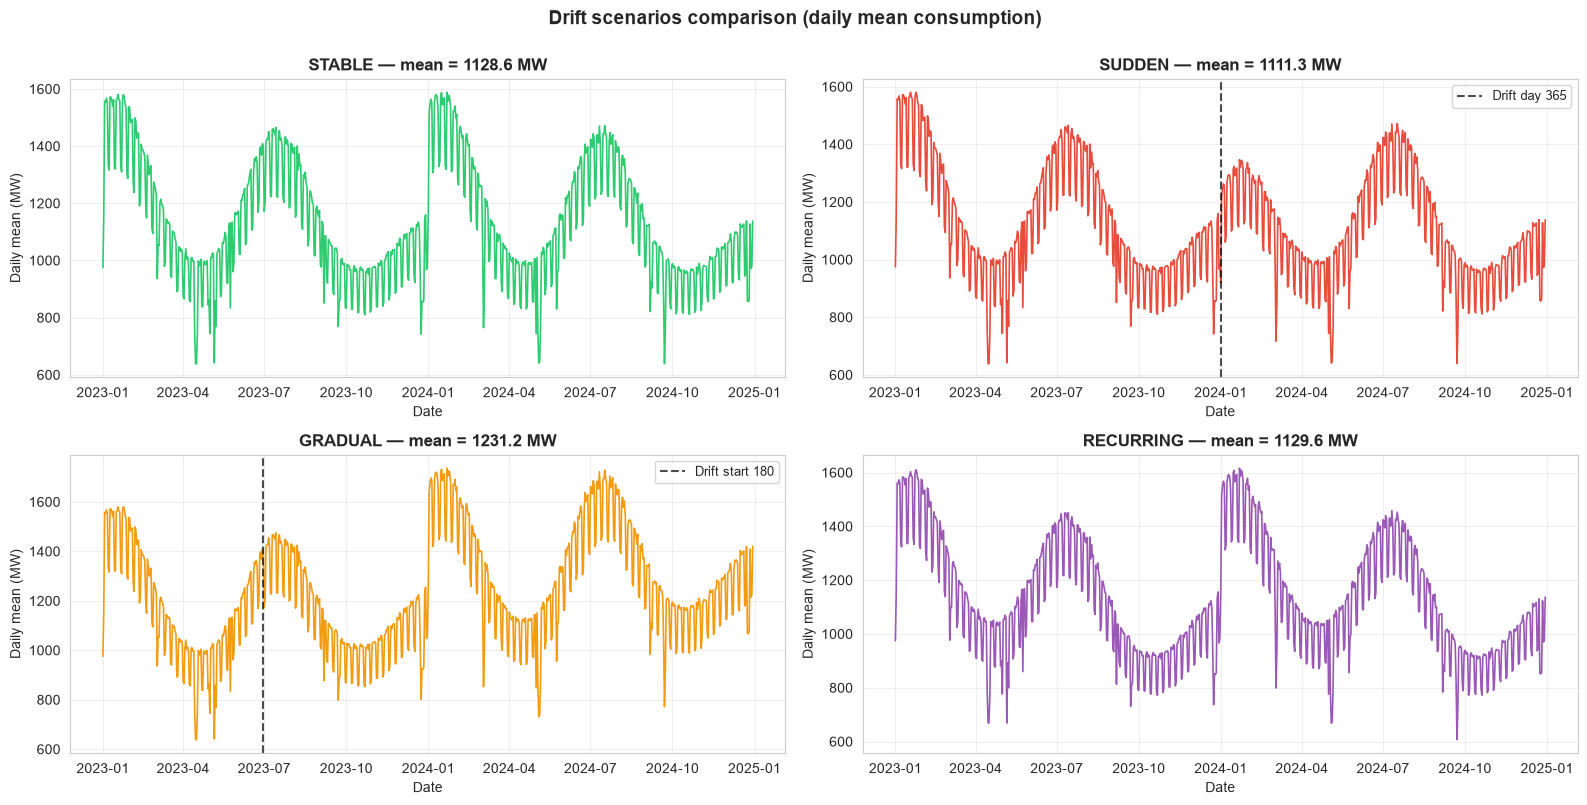 Drift scenarios comparison (daily mean consumption)
STABLE — mean = 1128.6 MW
Daily mean (MW)
1600
1400
1200
1000
800
600
2023-01 2023-04 2023-07 2023-10 2024-01 2024-04 2024-07 2024-10 2025-01
Date
SUDDEN — mean = 1111.3 MW
Drift day 365
Daily mean (MW)
1600
1400
1200
1000
800
600
2023-01 2023-04 2023-07 2023-10 2024-01 2024-04 2024-07 2024-10 2025-01
Date
GRADUAL — mean = 1231.2 MW
Drift start 180
Daily mean (MW)
1600
1400
1200
1000
800
600
2023-01 2023-04 2023-07 2023-10 2024-01 2024-04 2024-07 2024-10 2025-01
Date
RECURRING — mean = 1129.6 MW
Daily mean (MW)
1600
1400
1200
1000
800
600
2023-01 2023-04 2023-07 2023-10 2024-01 2024-04 2024-07 2024-10 2025-01
Date